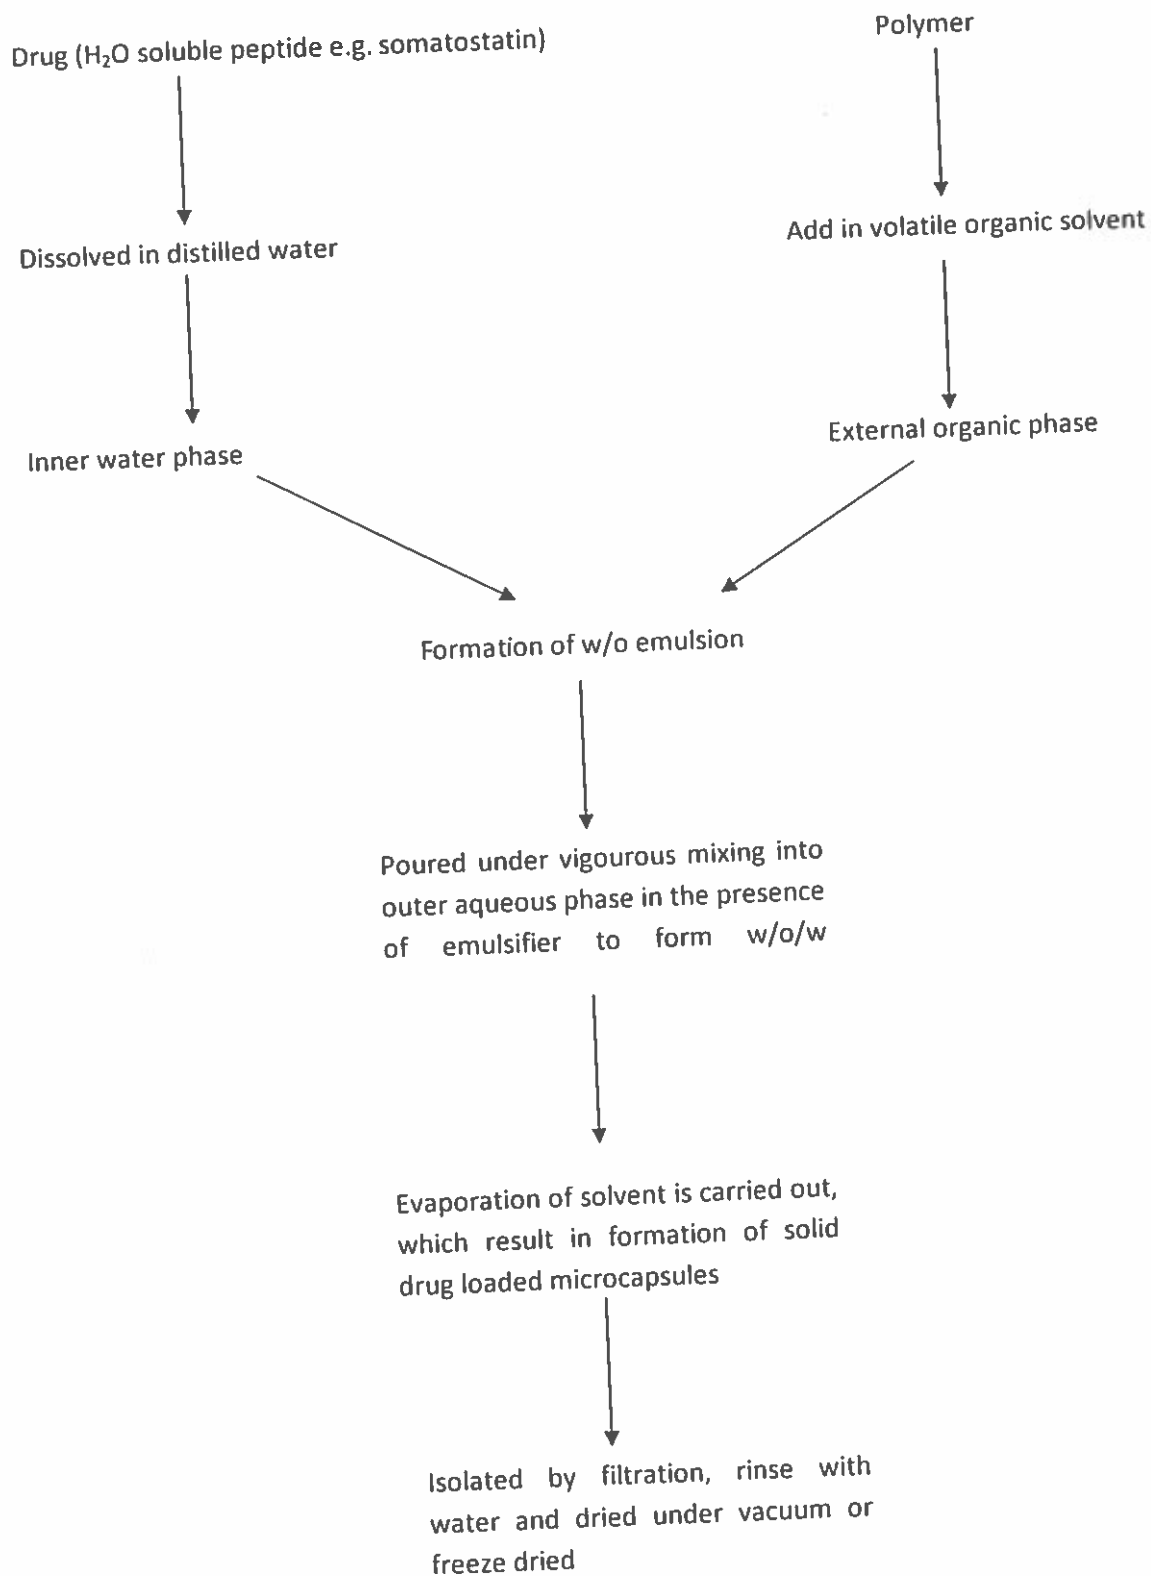 Drug (H₂O soluble peptide e.g. somatostatin)
Polymer
Dissolved in distilled water
Add in volatile organic solvent
Inner water phase
External organic phase
Formation of w/o emulsion
Poured under vigourous mixing into
outer aqueous phase in the presence
of emulsifier to form w/o/w
Evaporation of solvent is carried out,
which result in formation of solid
drug loaded microcapsules
Isolated by filtration, rinse with
water and dried under vacuum or
freeze dried